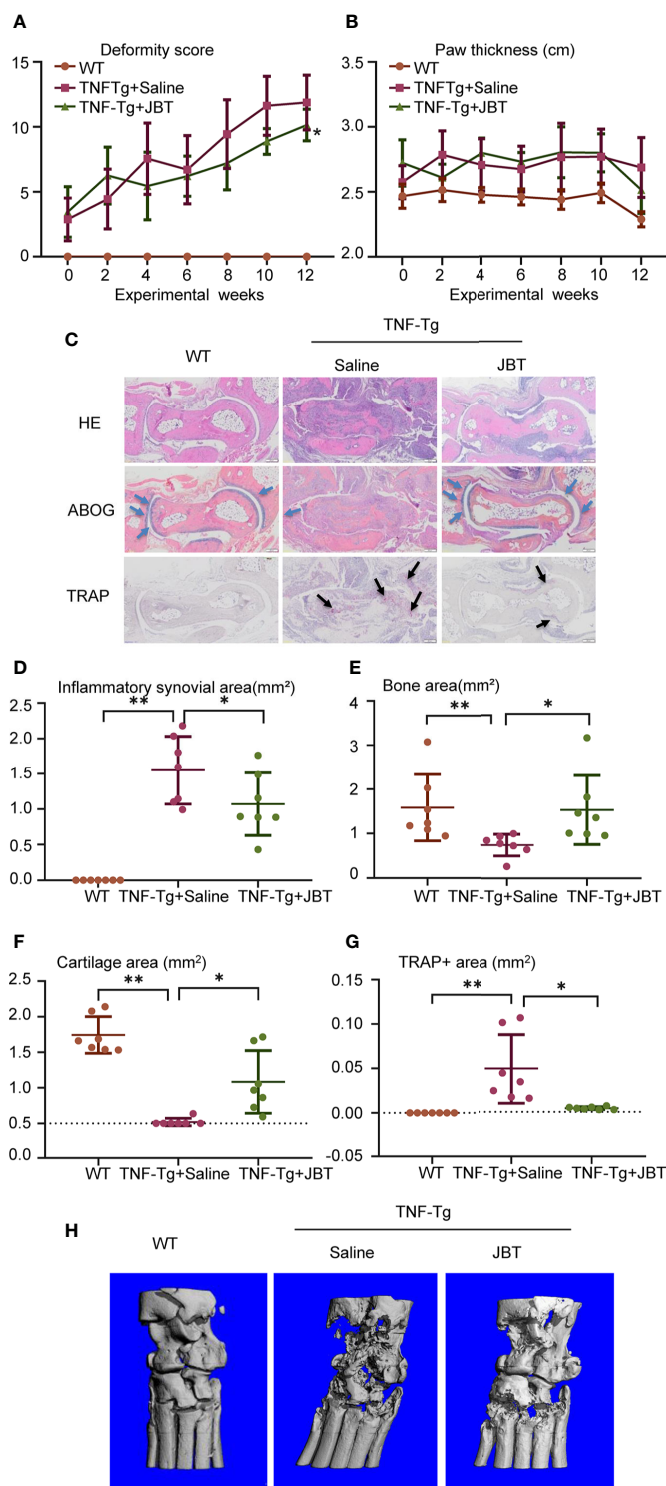 A
Deformity score
WT
TNFTg+Saline
TNF-Tg+JBT
15
10
5
0
*
0 2 4 6 8 10 12
Experimental weeks
B
Paw thickness (cm)
WT
TNFTg+Saline
TNF-Tg+JBT
3.5
3.0
2.5
2.0
0 2 4 6 8 10 12
Experimental weeks
C
TNF-Tg
WT
Saline
JBT
HE
ABOG
TRAP
D
Inflammatory synovial area(mm²)
2.5
2.0
1.5
1.0
0.5
0.0
**
*
WT TNF-Tg+Saline TNF-Tg+JBT
E
Bone area(mm²)
4
3
2
1
0
**
*
WT TNF-Tg+Saline TNF-Tg+JBT
F
Cartilage area (mm²)
2.5
2.0
1.5
1.0
0.5
0.0
**
*
WT TNF-Tg+Saline TNF-Tg+JBT
G
TRAP+ area (mm²)
0.15
0.10
0.05
0.00
-0.05
**
*
WT TNF-Tg+Saline TNF-Tg+JBT
H
TNF-Tg
WT
Saline
JBT